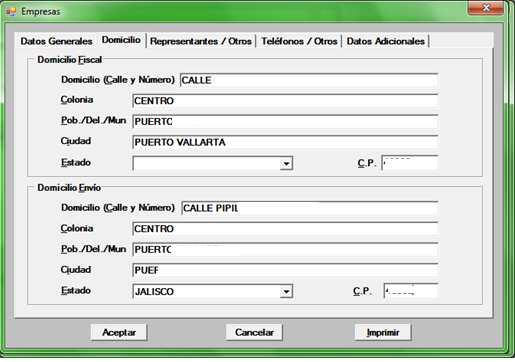 Empresas
Datos Generales Domicilio Representantes / Otros Teléfonos / Otros Datos Adicionales
Domicilio Fiscal
Domicilio (Calle y Número) CALLE
Colonia CENTRO
Pob./Del./Mun PUERTO
Ciudad PUERTO VALLARTA
Estado C.P.
Domicilio Envío
Domicilio (Calle y Número) CALLE PIPIL
Colonia CENTRO
Pob./Del./Mun PUERTO
Ciudad PUEF
Estado JALISCO C.P.
Aceptar Cancelar Imprimir